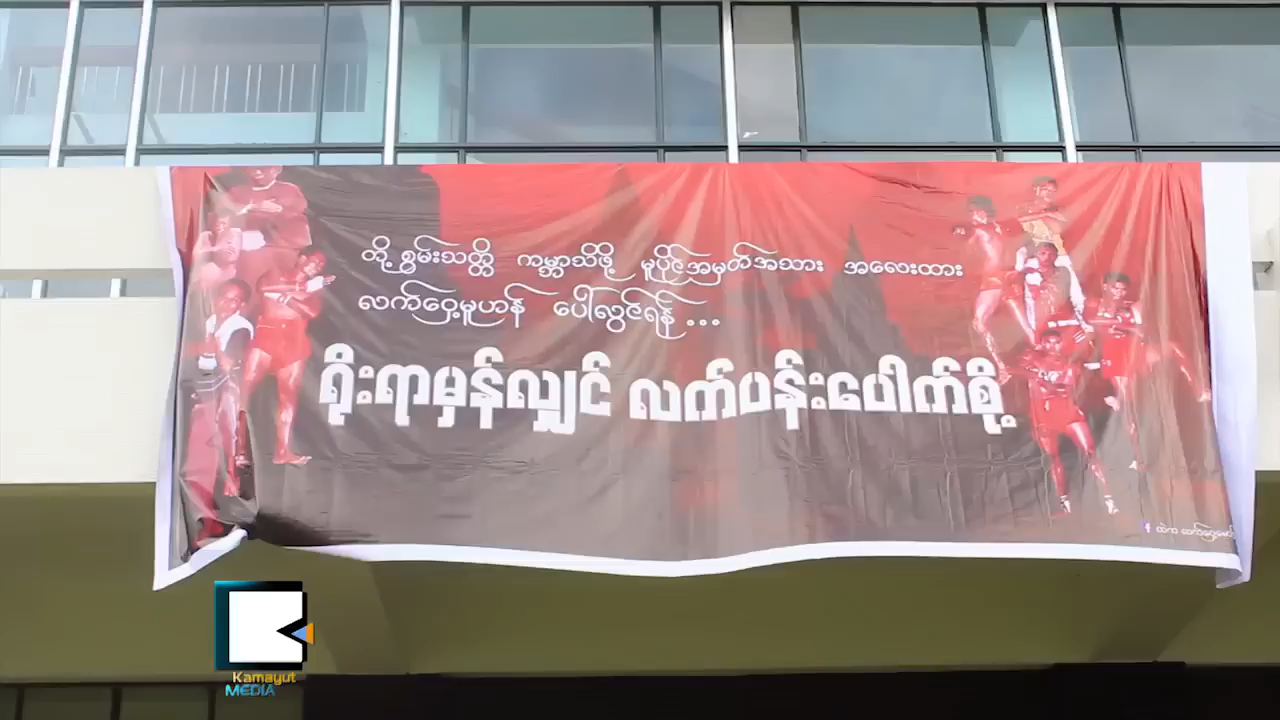 တို့စွမ်းသတ္တိ ကမ္ဘာသိဖို့ မူပိုင်အမှတ်အသား အလေးထား
လက်ဝှေ့မူဟန် ပေါ်လွင်ရန် ...
ရိုးရာမှန်လျှင် လက်ပန်းပေါက်စို့
Kamayut
MEDIA